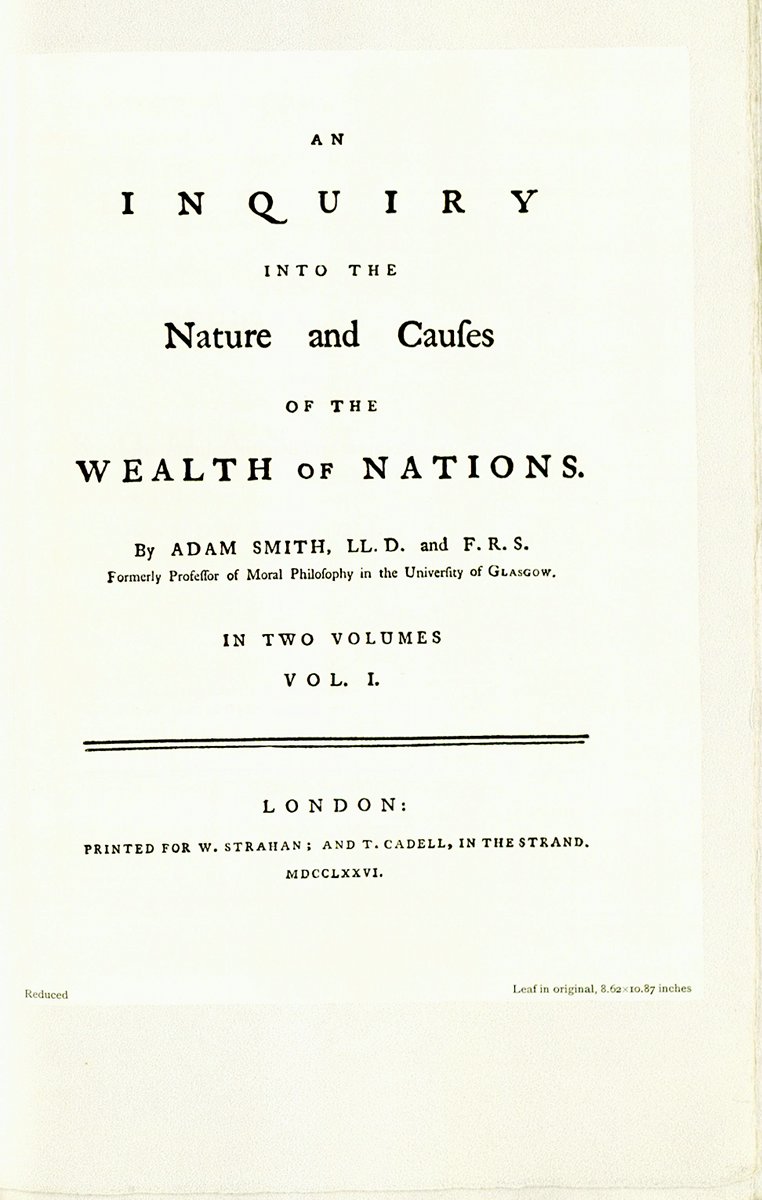 AN
INQUIRY
INTO THE
Nature and Cauſes
OF THE
WEALTH OF NATIONS.
By ADAM SMITH, LL. D. and F. R. S.
Formerly Profeſſor of Moral Philoſophy in the Univerſity of GLASGOW.
IN TWO VOLUMES
VOL. I.
LONDON:
PRINTED FOR W. STRAHAN; AND T. CADELL, IN THE STRAND.
MDCCLXXVI.
Reduced
Leaf in original, 8.62×10.87 inches